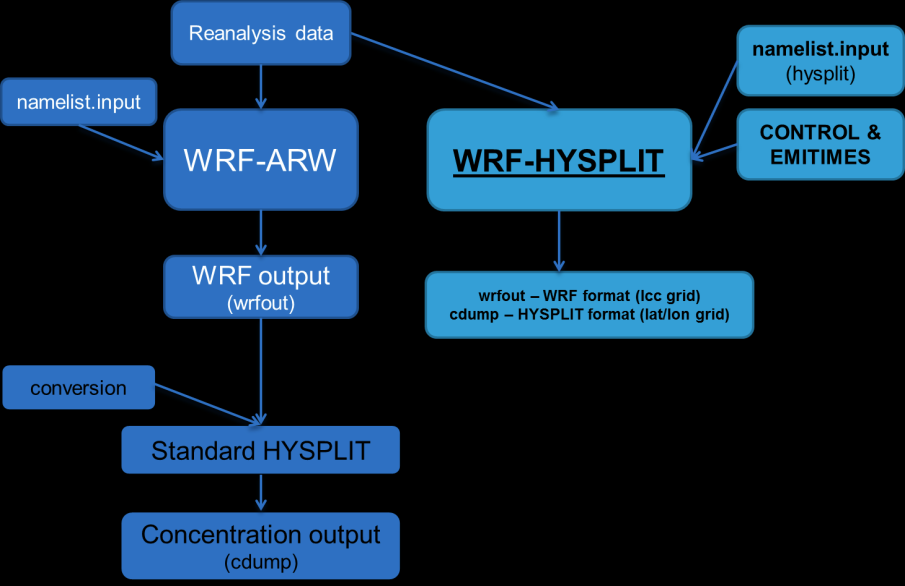 Reanalysis data
namelist.input
WRF-ARW
WRF output
(wrfout)
conversion
Standard HYSPLIT
Concentration output
(cdump)
namelist.input
(hysplit)
CONTROL &
EMITIMES
WRF-HYSPLIT
wrfout – WRF format (lcc grid)
cdump – HYSPLIT format (lat/lon grid)